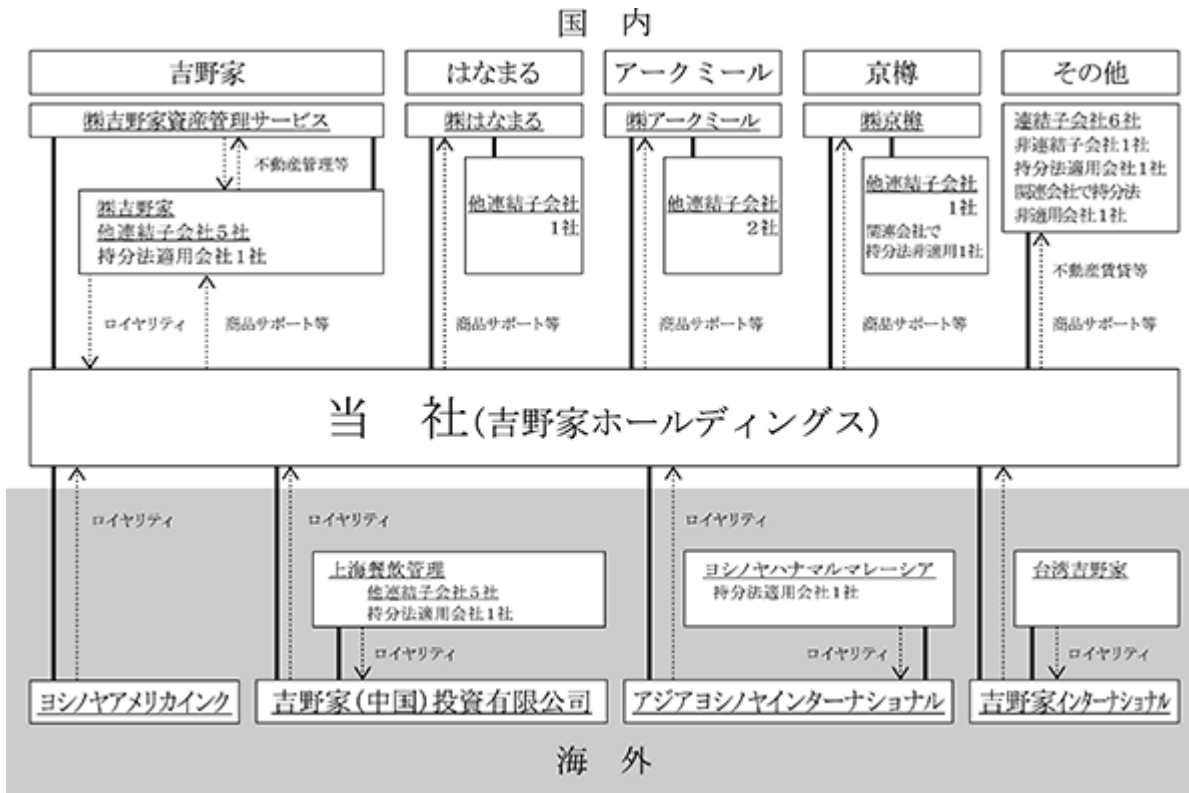 国 内
吉野家
はなまる
アークミール
京樽
その他
㈱吉野家資産管理サービス
㈱はなまる
㈱アークミール
㈱京樽
連結子会社6社
非連結子会社1社
持分法適用会社1社
関連会社で持分法
非適用会社1社
不動産管理等
㈱吉野家
他連結子会社5社
持分法適用会社1社
他連結子会社
1社
他連結子会社
2社
他連結子会社
1社
関連会社で
持分法非適用1社
不動産賃貸等
ロイヤリティ
商品サポート等
商品サポート等
商品サポート等
商品サポート等
商品サポート等
当 社(吉野家ホールディングス)
ロイヤリティ
ロイヤリティ
ロイヤリティ
ロイヤリティ
上海餐飲管理
他連結子会社5社
持分法適用会社1社
ヨシノヤハナマルマレーシア
持分法適用会社1社
台湾吉野家
ロイヤリティ
ロイヤリティ
ロイヤリティ
ヨシノヤアメリカインク
吉野家(中国)投資有限公司
アジアヨシノヤインターナショナル
吉野家インターナショナル
海 外